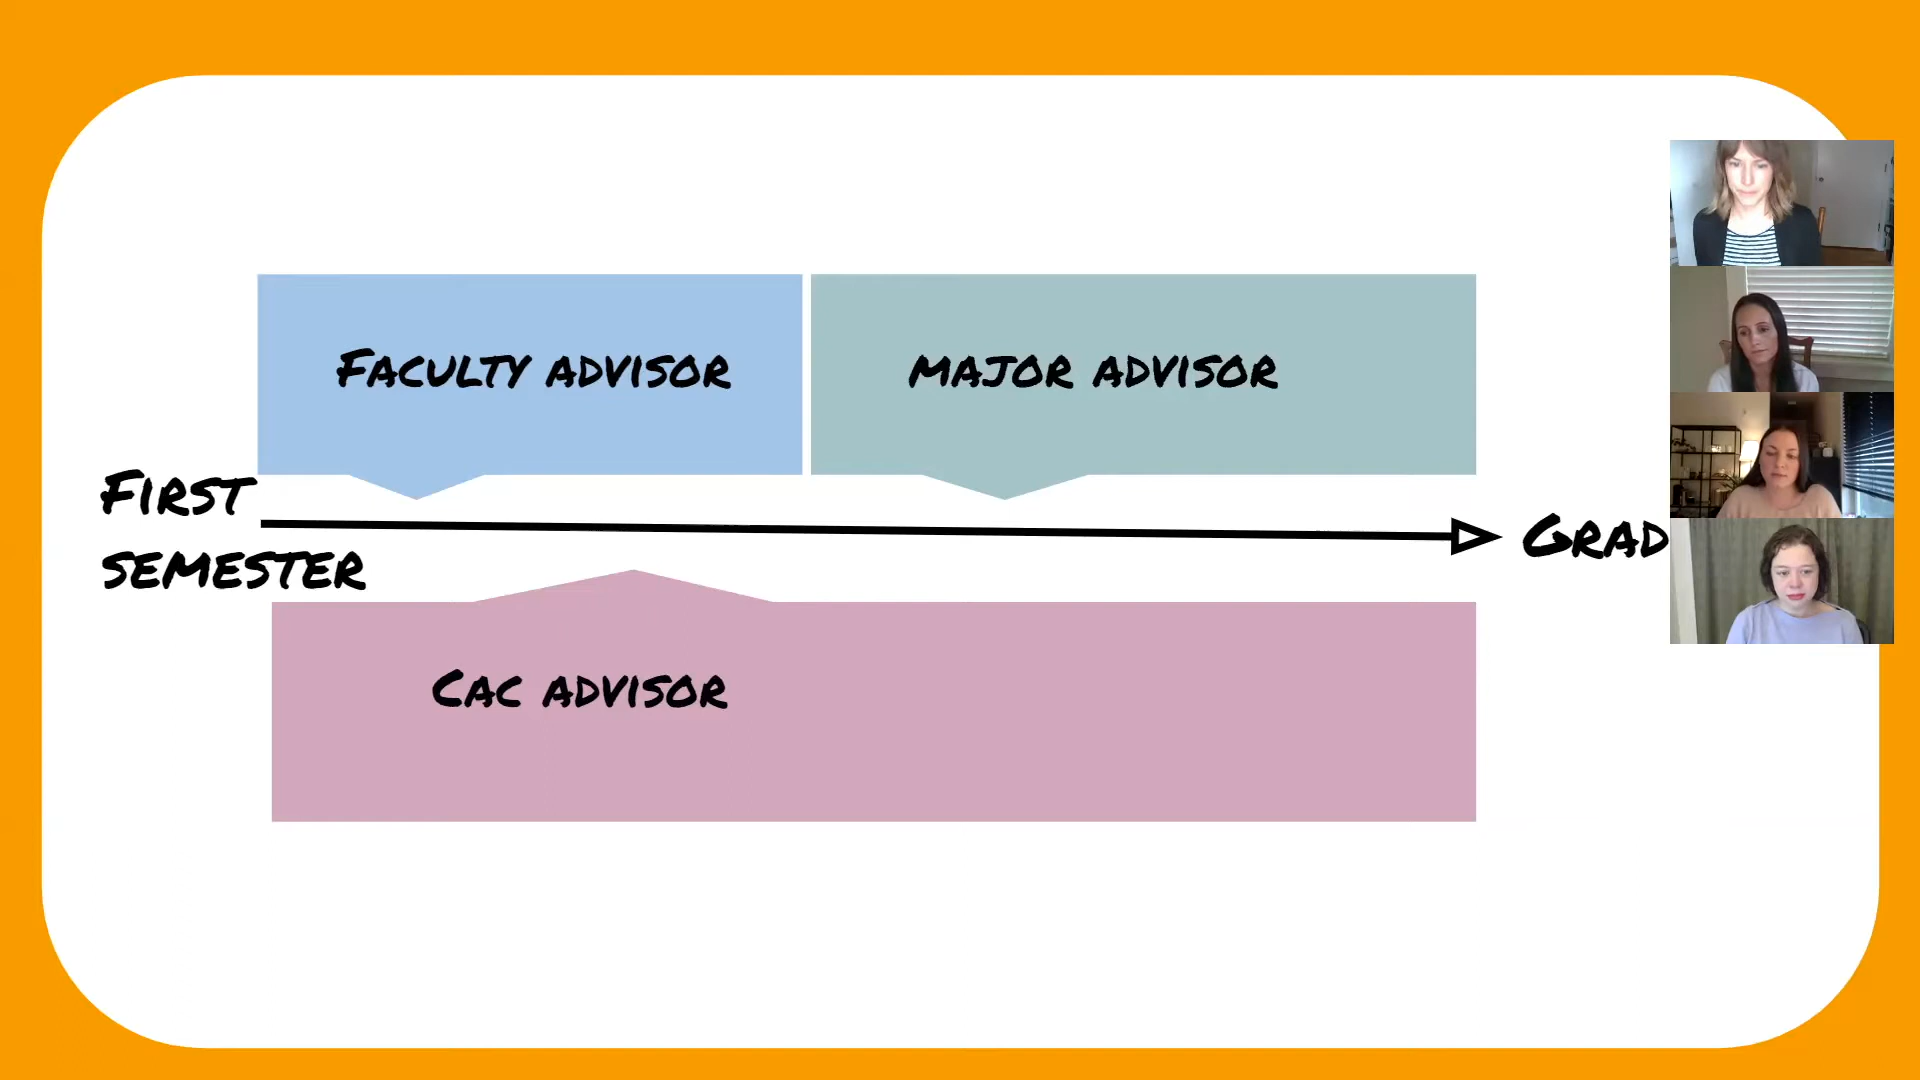 Faculty advisor
major advisor
First
semester
Grad
Cac advisor